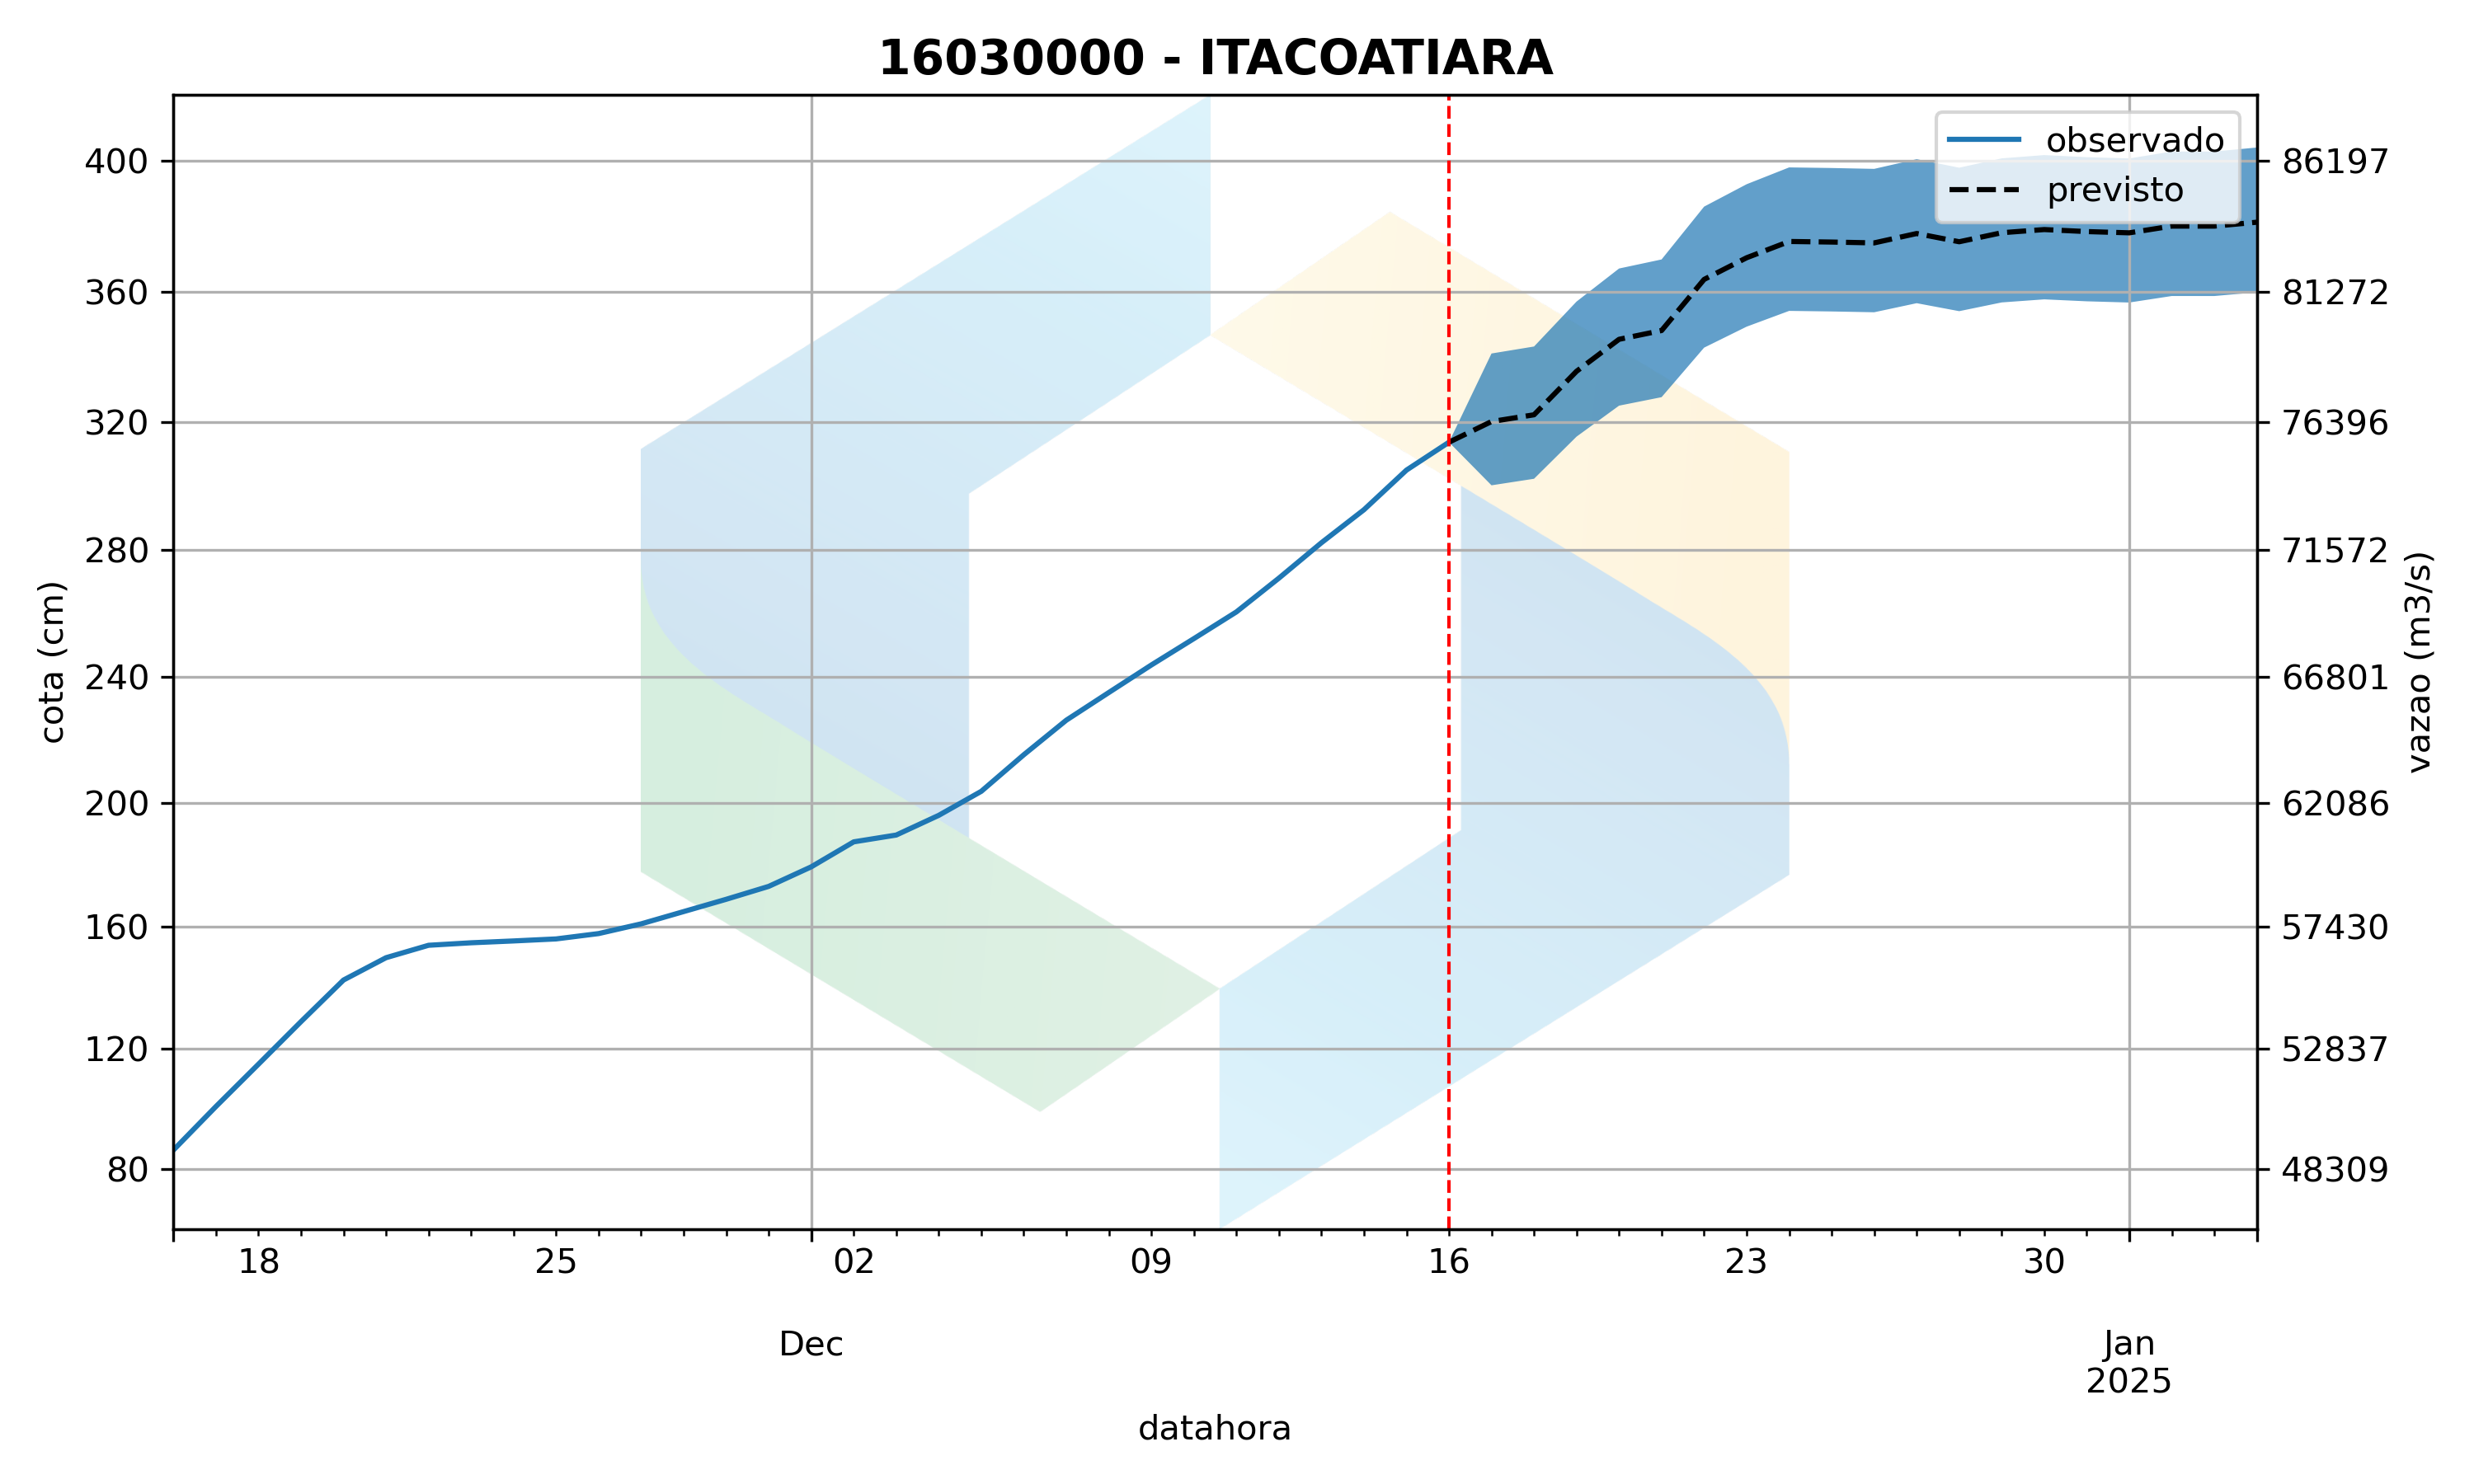 16030000 - ITACOATIARA
observado
previsto
400
360
320
280
240
200
160
120
80
cota (cm)
86197
81272
76396
71572
66801
62086
57430
52837
48309
vazao (m3/s)
18 25 02 09 16 23 30
Dec Jan
2025
datahora